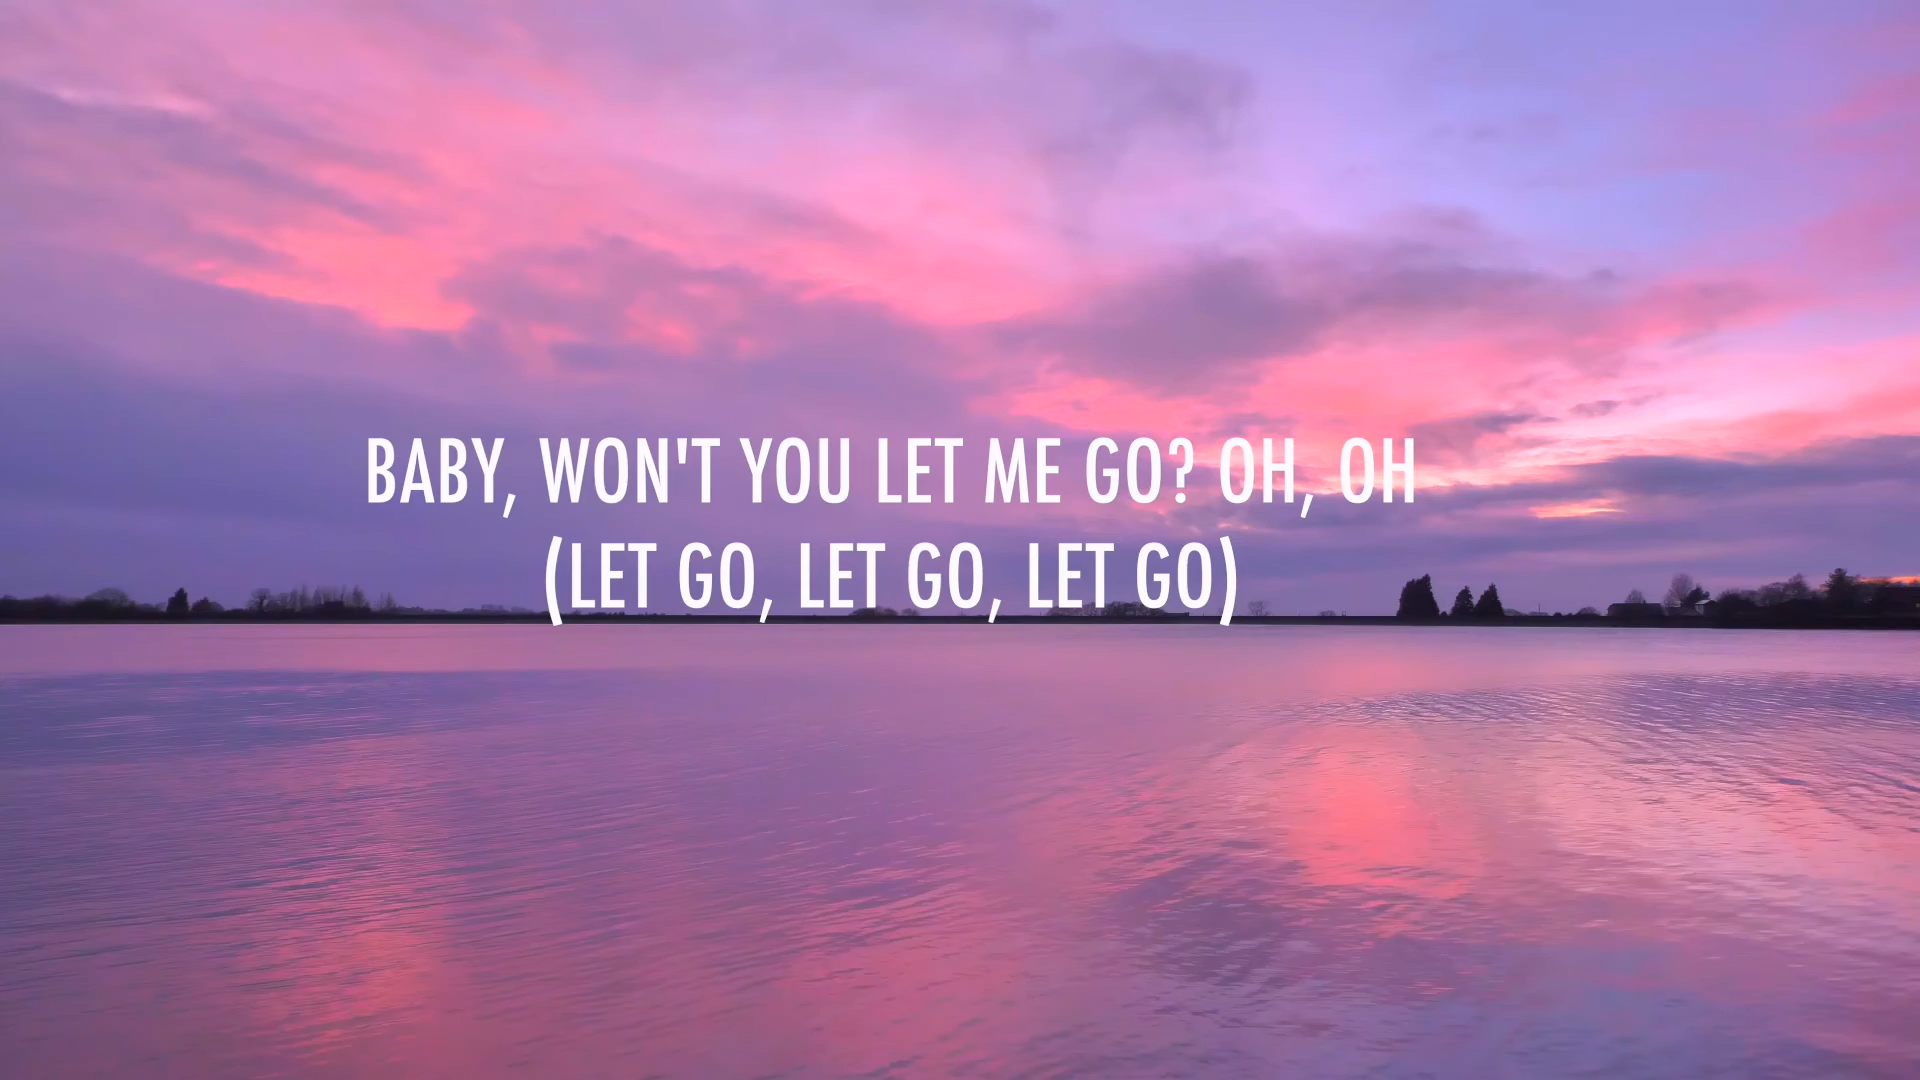 BABY, WON'T YOU LET ME GO? OH, OH
(LET GO, LET GO, LET GO)